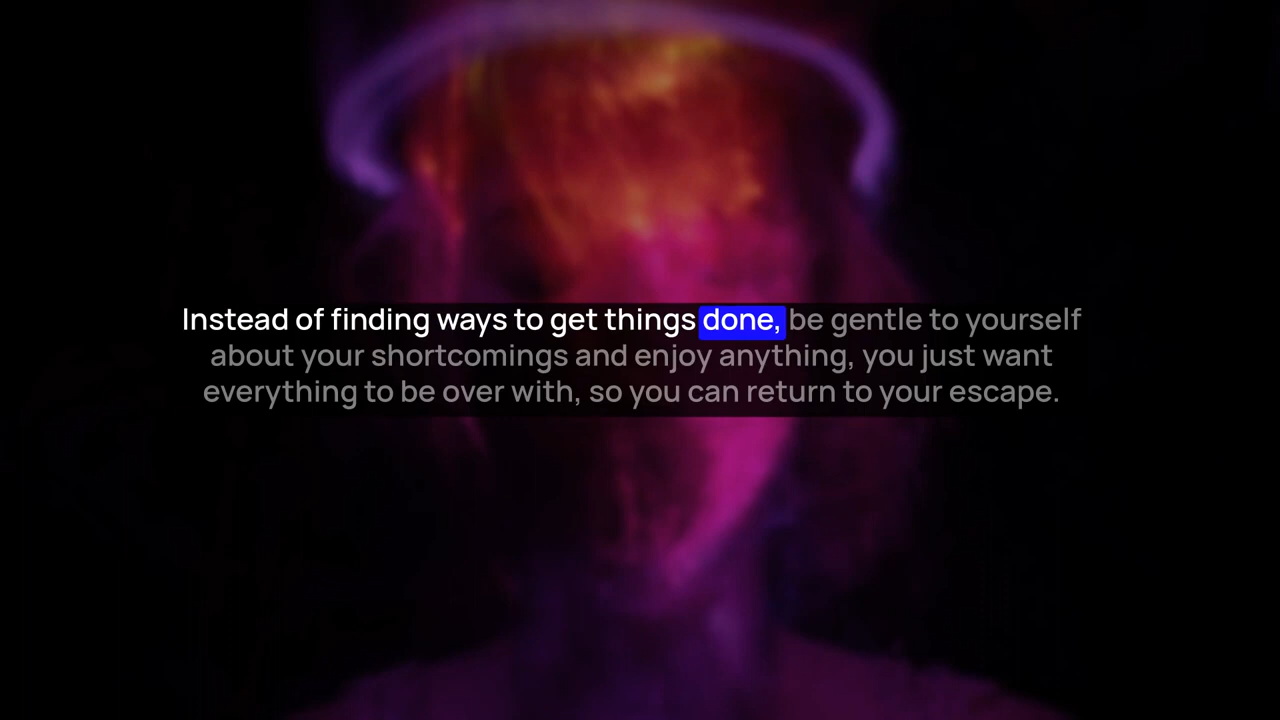 Instead of finding ways to get things done, be gentle to yourself
about your shortcomings and enjoy anything, you just want
everything to be over with, so you can return to your escape.